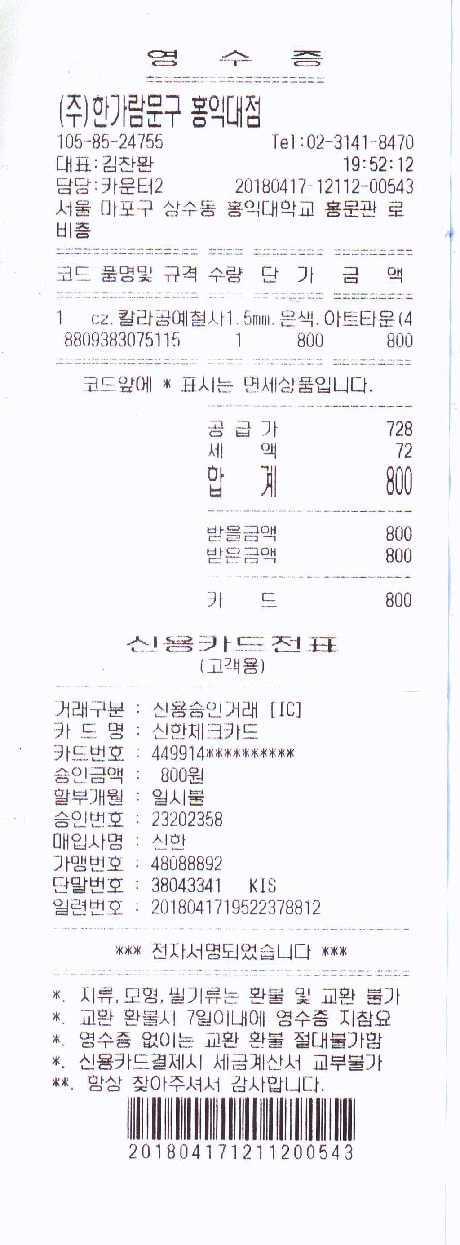 영 수 증
(주)한가람문구 홍익대점
105-85-24755 Tel:02-3141-8470
대표:김찬환 19:52:12
담당:카운터2 20180417-12112-00543
서울 마포구 상수동 홍익대학교 홍문관 로
비층
코드 품명및 규격 수량 단 가 금 액
1 cz.칼라공예철사1.5mm.은색.아트타운(4
8809383075115 1 800 800
코드앞에 * 표시는 면세상품입니다.
공 급 가 728
세 액 72
합 계 800
받을금액 800
받은금액 800
카 드 800
신용카드전표
(고객용)
거래구분 : 신용승인거래 [IC]
카 드 명 : 신한체크카드
카드번호 : 449914**********
승인금액 : 800원
할부개월 : 일시불
승인번호 : 23202358
매입사명 : 신한
가맹번호 : 48088892
단말번호 : 38043341 KIS
일련번호 : 2018041719522378812
*** 전자서명되었습니다 ***
*. 지류,모형,필기류는 환불 및 교환 불가
*. 교환 환불시 7일이내에 영수증 지참요
*. 영수증 없이는 교환 환불 절대불가함
*. 신용카드결제시 세금계산서 교부불가
**. 항상 찾아주셔서 감사합니다.
201804171211200543